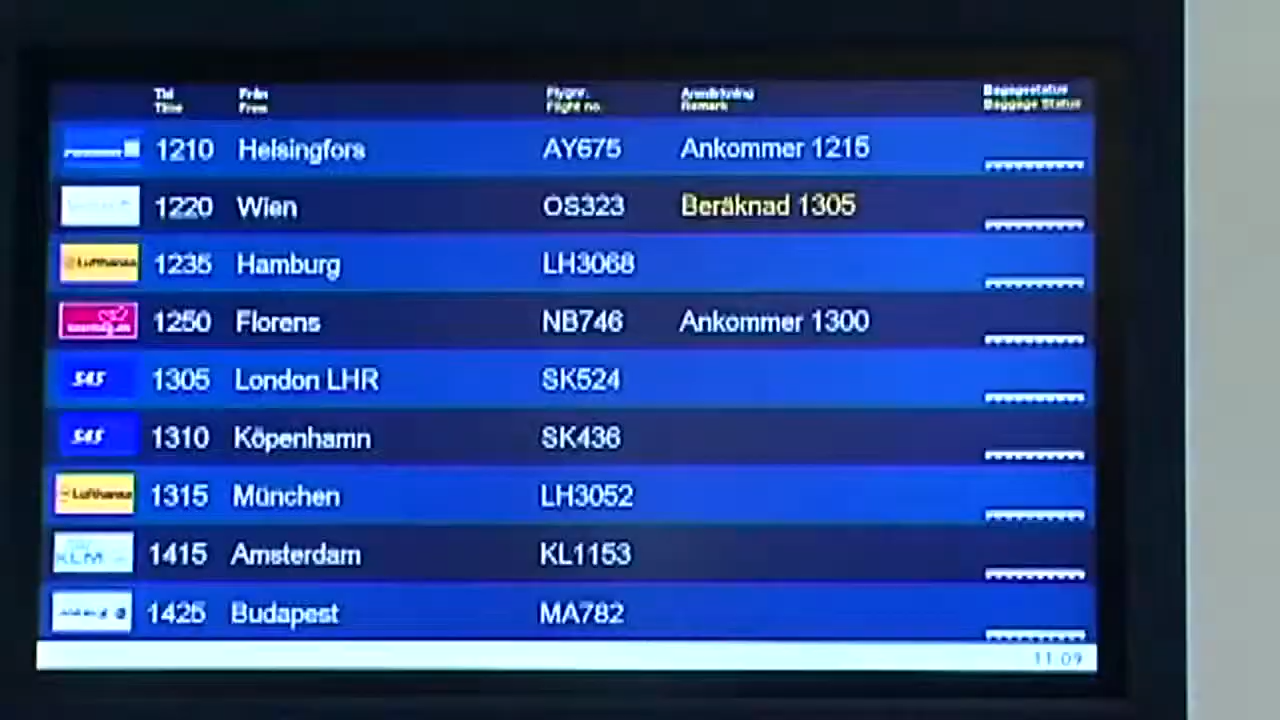 Tid Från Flygnr. Anmärkning Bagagestatus
Time From Flight no. Remark Baggage Status
1210 Helsingfors AY675 Ankommer 1215
1220 Wien OS323 Beräknad 1305
Lufthansa 1235 Hamburg LH3068
1250 Florens NB746 Ankommer 1300
SAS 1305 London LHR SK524
SAS 1310 Köpenhamn SK436
Lufthansa 1315 München LH3052
KLM 1415 Amsterdam KL1153
1425 Budapest MA782
11:09